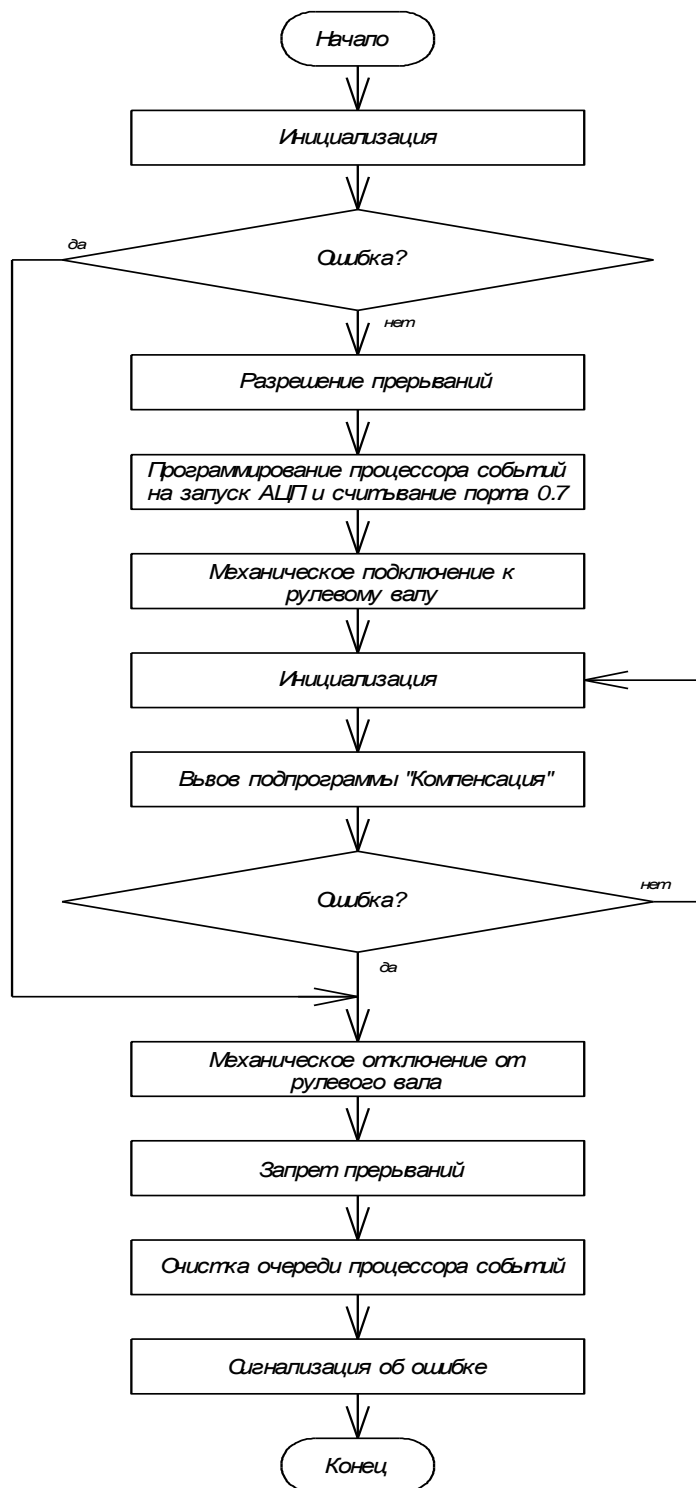 Начало
Инициализация
да
Ошибка?
нет
Разрешение прерываний
Программирование процессора событий
на запуск АЦП и считывание порта 0.7
Механическое подключение к
рулевому валу
Инициализация
Вызов подпрограммы "Компенсация"
Ошибка?
нет
да
Механическое отключение от
рулевого вала
Запрет прерываний
Очистка очереди процессора событий
Сигнализация об ошибке
Конец